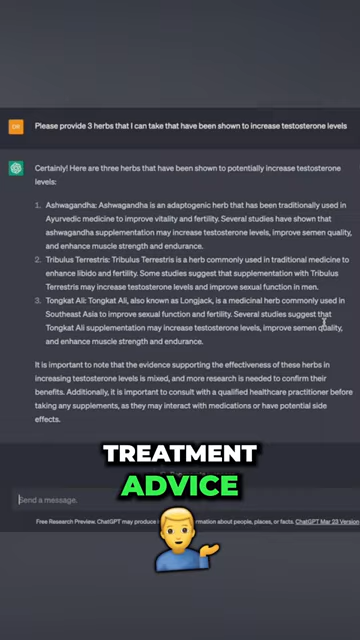 DR
Please provide 3 herbs that I can take that have been shown to increase testosterone levels
Certainly! Here are three herbs that have been shown to potentially increase testosterone
levels:
1. Ashwagandha: Ashwagandha is an adaptogenic herb that has been traditionally used in
Ayurvedic medicine to improve vitality and fertility. Several studies have shown that
ashwagandha supplementation may increase testosterone levels, improve semen quality,
and enhance muscle strength and endurance.
2. Tribulus Terrestris: Tribulus Terrestris is a herb commonly used in traditional medicine to
enhance libido and fertility. Some studies suggest that supplementation with Tribulus
Terrestris may increase testosterone levels and improve sexual function in men.
3. Tongkat Ali: Tongkat Ali, also known as Longjack, is a medicinal herb commonly used in
Southeast Asia to improve sexual function and fertility. Several studies suggest that
Tongkat Ali supplementation may increase testosterone levels, improve semen quality,
and enhance muscle strength and endurance.
It is important to note that the evidence supporting the effectiveness of these herbs in
increasing testosterone levels is mixed, and more research is needed to confirm their
benefits. Additionally, it is important to consult with a qualified healthcare practitioner before
taking any supplements, as they may interact with medications or have potential side
effects.
TREATMENT
ADVICE
Send a message.
Free Research Preview. ChatGPT may produce information about people, places, or facts. ChatGPT Mar 23 Version